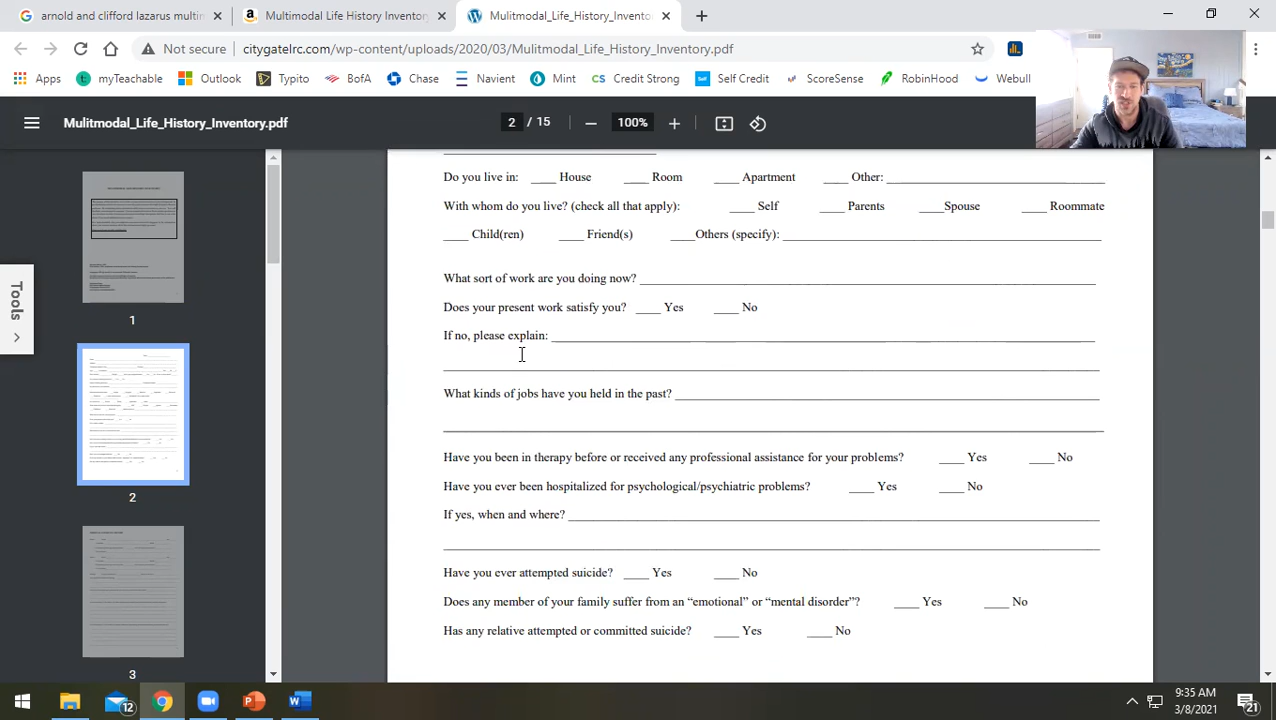 arnold and clifford lazarus multim
Multimodal Life History Inventory
Mulitmodal_Life_History_Invento
Not secure citygatelrc.com/wp-content/uploads/2020/03/Mulitmodal_Life_History_Inventory.pdf
Apps myTeachable Outlook Typito BofA Chase Navient Mint CS Credit Strong Self Credit ScoreSense RobinHood Webull
Mulitmodal_Life_History_Inventory.pdf 2 / 15 100%
Tools
1
2
3
Do you live in: ____ House ____ Room ____ Apartment ____ Other: ____
With whom do you live? (check all that apply): ____ Self ____ Parents ____Spouse ____ Roommate
____ Child(ren) ____ Friend(s) ____Others (specify): ____
What sort of work are you doing now? ____
Does your present work satisfy you? ____ Yes ____ No
If no, please explain: ____
What kinds of jobs have you held in the past? ____
Have you been in therapy before or received any professional assistance for your problems? ____ Yes ____ No
Have you ever been hospitalized for psychological/psychiatric problems? ____ Yes ____ No
If yes, when and where? ____
Have you ever attempted suicide? ____ Yes ____ No
Does any member of your family suffer from an “emotional” or “mental disorder”? ____ Yes ____ No
Has any relative attempted or committed suicide? ____ Yes ____ No
12
9:35 AM
3/8/2021
21